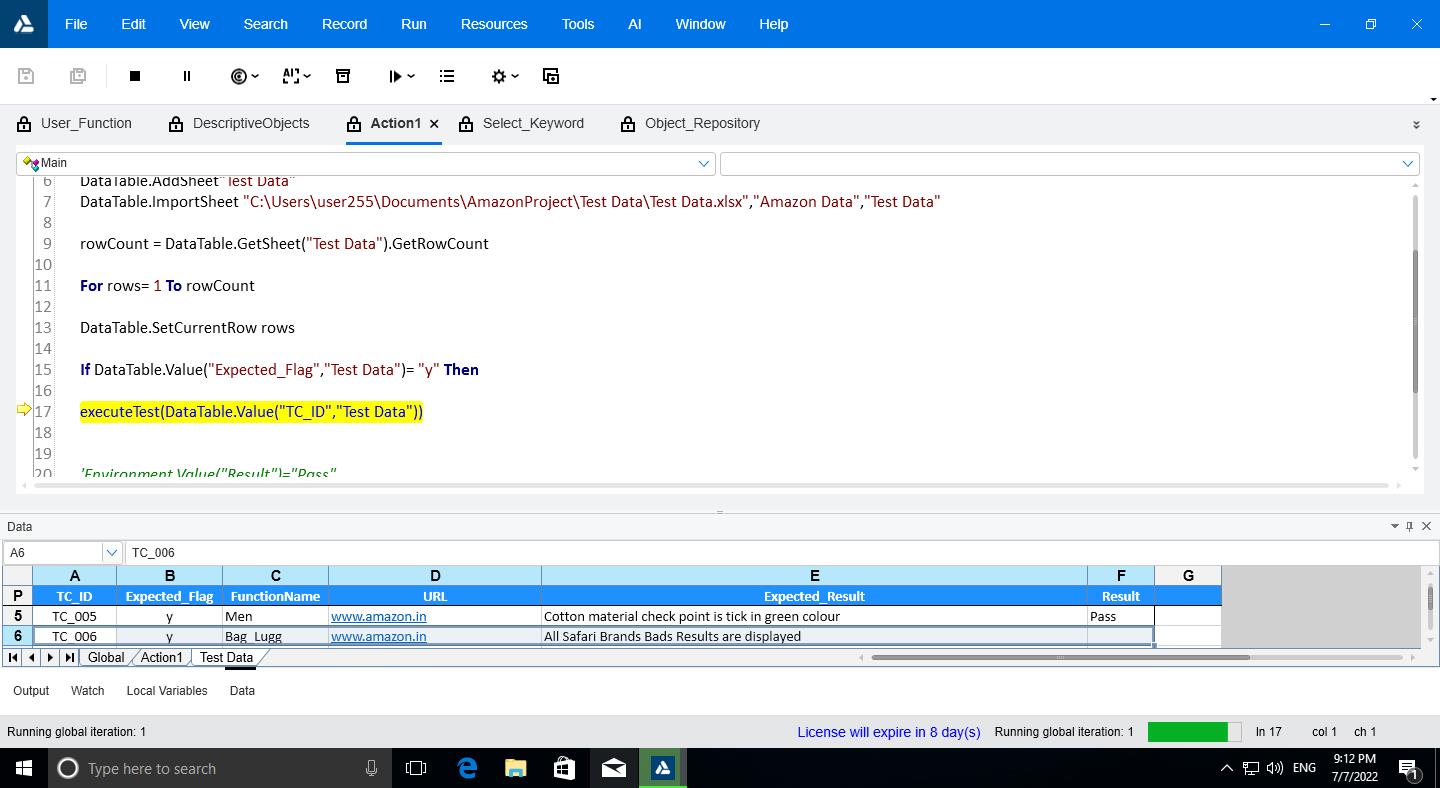 File Edit View Search Record Run Resources Tools AI Window Help
User_Function DescriptiveObjects Action1 Select_Keyword Object_Repository
Main
6 DataTable.AddSheet"Test Data"
7 DataTable.ImportSheet "C:\Users\user255\Documents\AmazonProject\Test Data\Test Data.xlsx","Amazon Data","Test Data"
8
9 rowCount = DataTable.GetSheet("Test Data").GetRowCount
10
11 For rows= 1 To rowCount
12
13 DataTable.SetCurrentRow rows
14
15 If DataTable.Value("Expected_Flag","Test Data")= "y" Then
16
17 executeTest(DataTable.Value("TC_ID","Test Data"))
18
19
20 'Environment.Value("Result")="Pass"
Data
A6 TC_006
A B C D E F G
P TC_ID Expected_Flag FunctionName URL Expected_Result Result
5 TC_005 y Men www.amazon.in Cotton material check point is tick in green colour Pass
6 TC_006 y Bag_Lugg www.amazon.in All Safari Brands Bads Results are displayed
Global Action1 Test Data
Output Watch Local Variables Data
Running global iteration: 1 License will expire in 8 day(s) Running global iteration: 1 ln 17 col 1 ch 1
Type here to search ENG 9:12 PM
7/7/2022 1